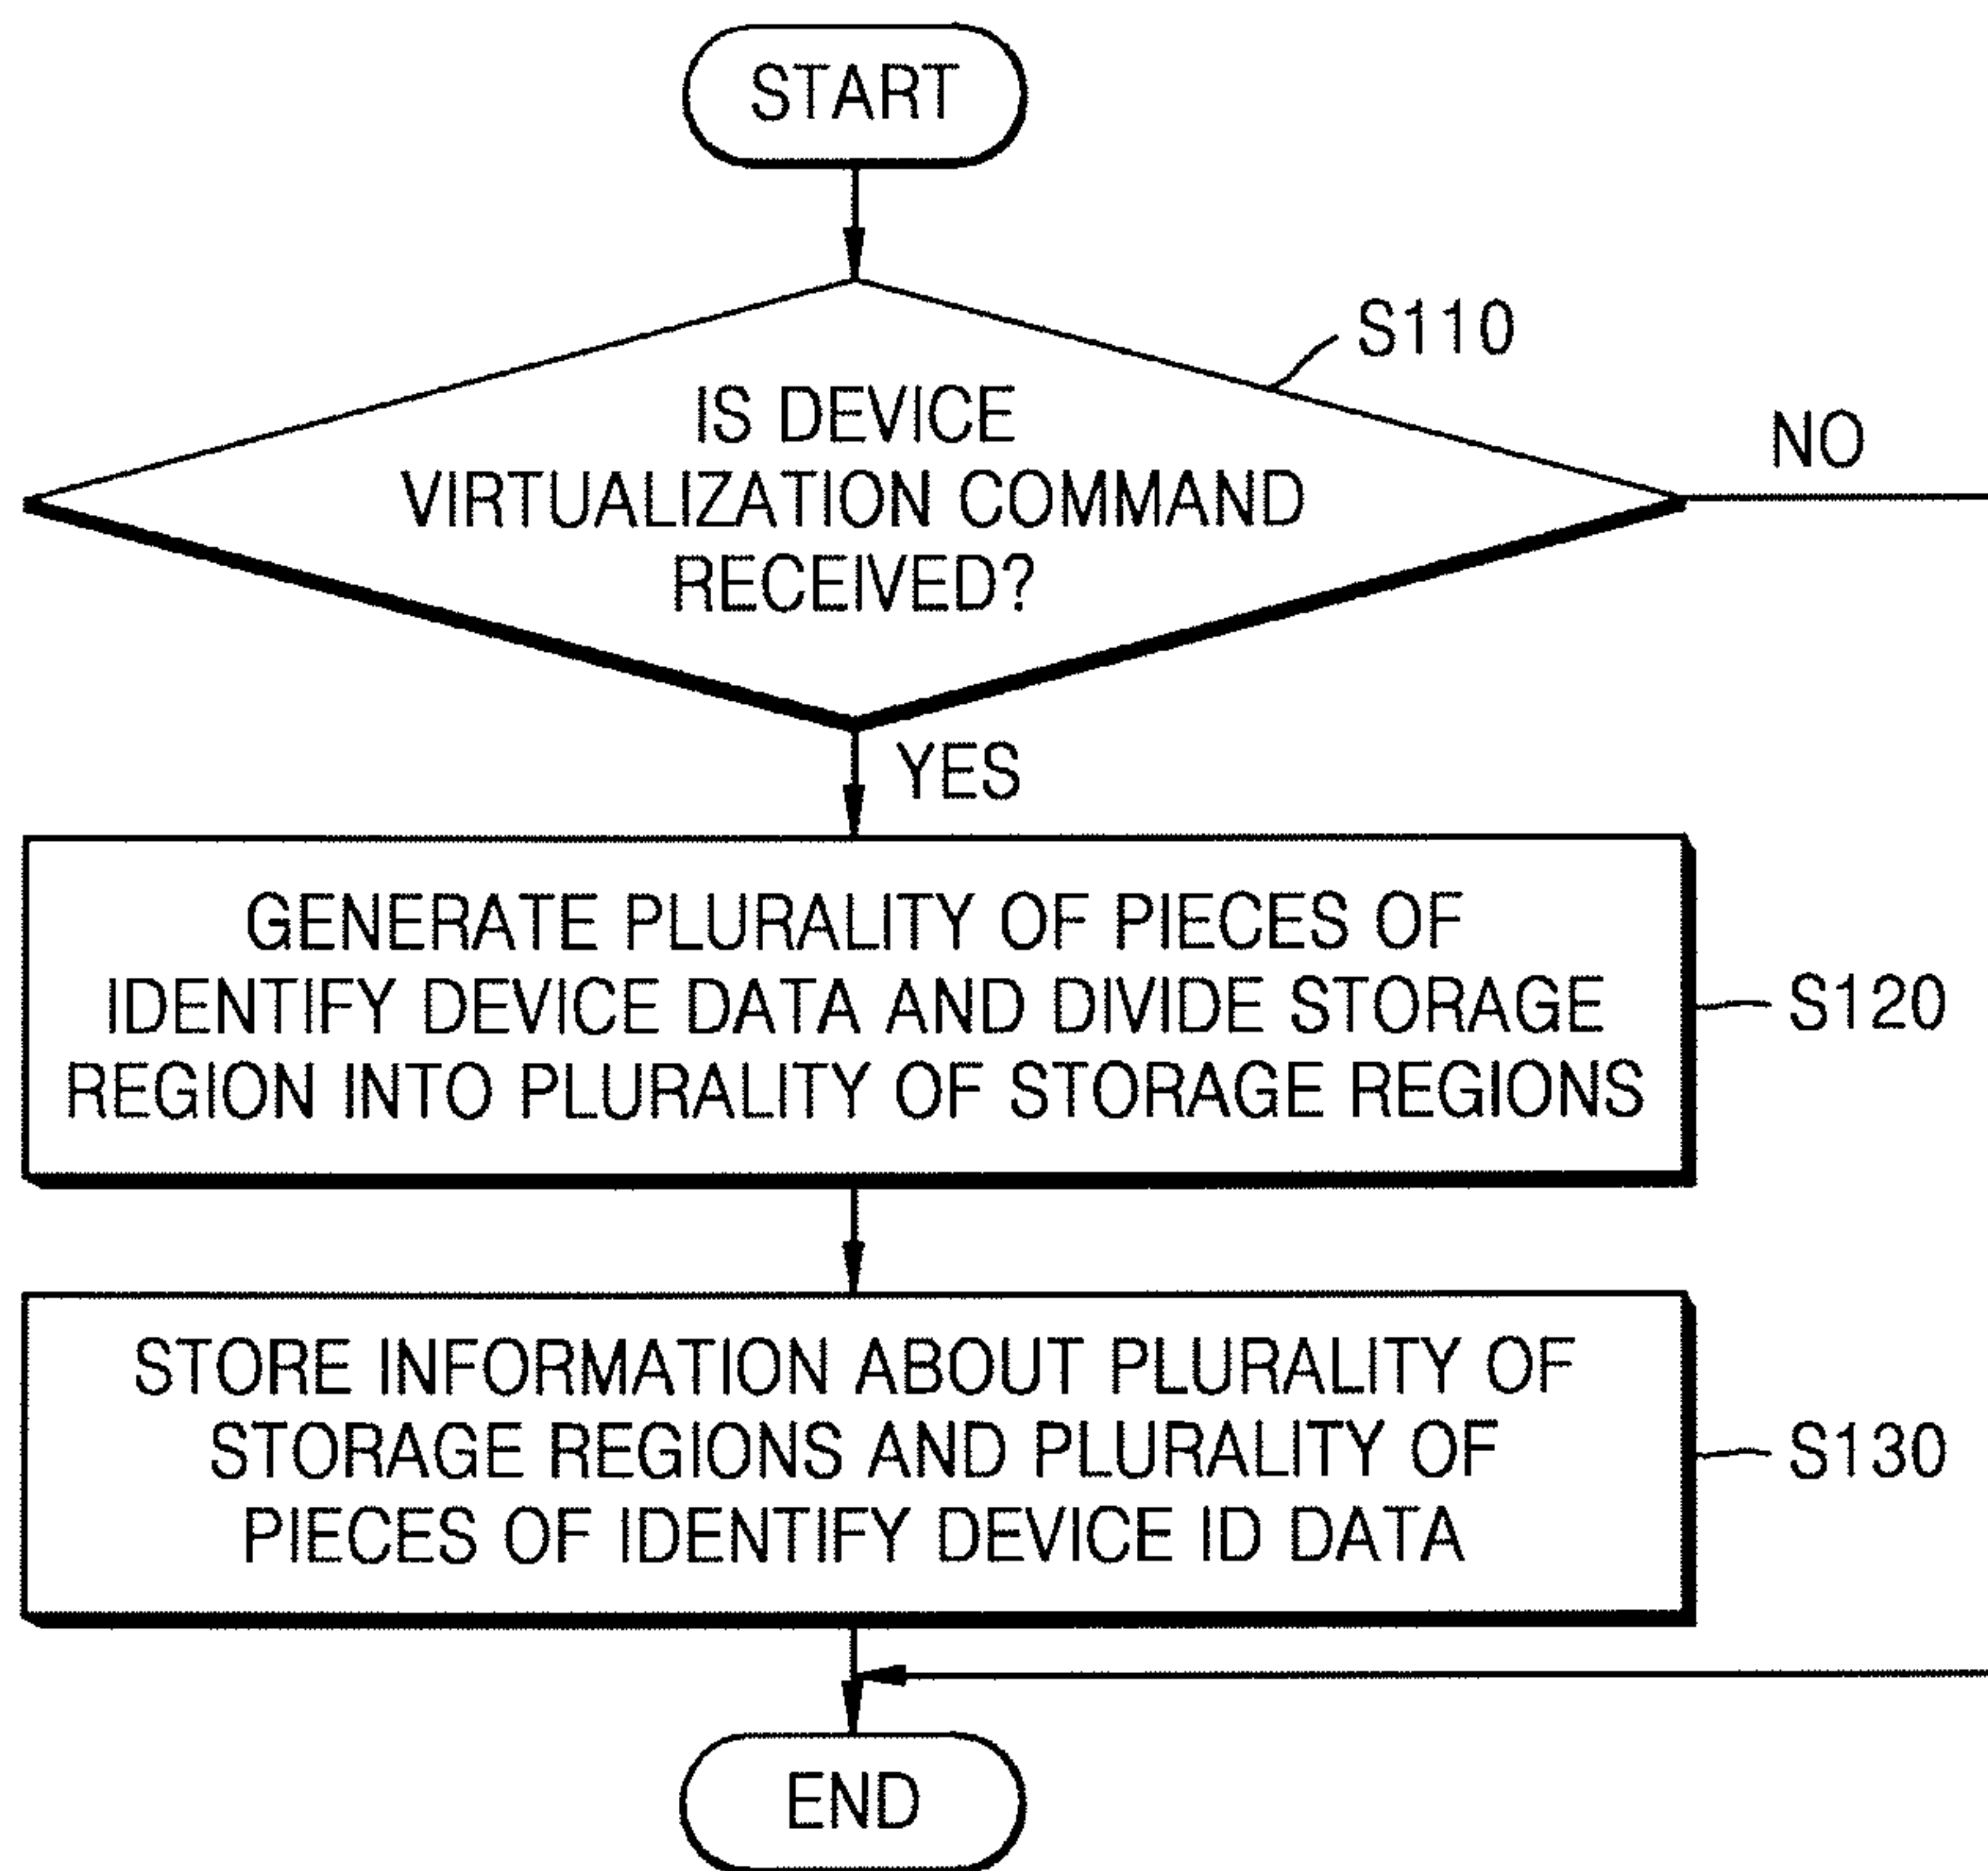 START
S110
IS DEVICE
VIRTUALIZATION COMMAND
RECEIVED?
NO
YES
GENERATE PLURALITY OF PIECES OF
IDENTIFY DEVICE DATA AND DIVIDE STORAGE
REGION INTO PLURALITY OF STORAGE REGIONS
S120
STORE INFORMATION ABOUT PLURALITY OF
STORAGE REGIONS AND PLURALITY OF
PIECES OF IDENTIFY DEVICE ID DATA
S130
END